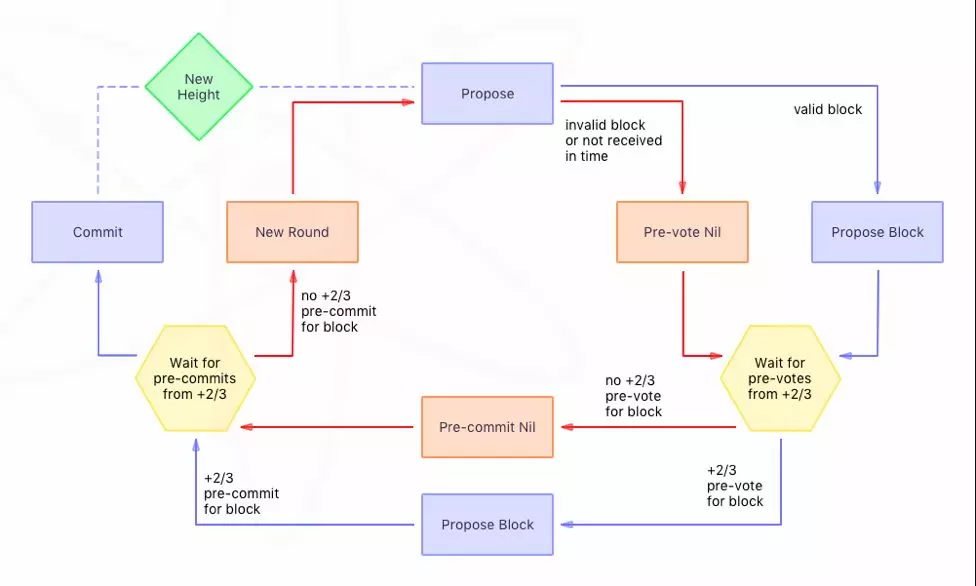 New
Height
Propose
invalid block
or not received
in time
valid block
Commit
New Round
Pre-vote Nil
Propose Block
no +2/3
pre-commit
for block
Wait for
pre-commits
from +2/3
Wait for
pre-votes
from +2/3
no +2/3
pre-vote
for block
Pre-commit Nil
+2/3
pre-commit
for block
+2/3
pre-vote
for block
Propose Block